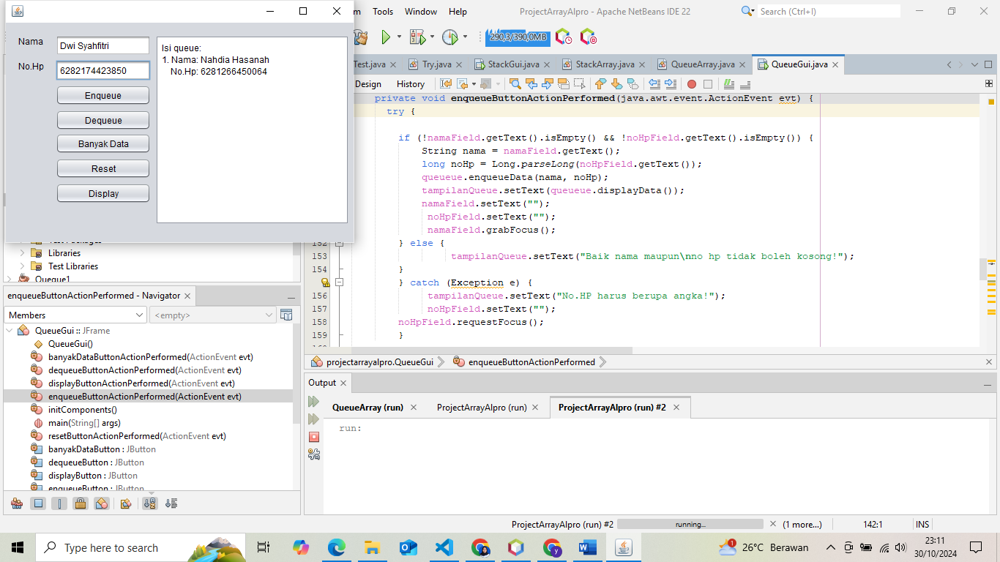 m Tools Window Help ProjectArrayAlpro - Apache NetBeans IDE 22 Search (Ctrl+I)
290,3/390,0MB
Nama Dwi Syahfitri
No.Hp 6282174423850
Enqueue
Dequeue
Banyak Data
Reset
Display
Isi queue:
1. Nama: Nahdia Hasanah
No.Hp: 6281266450064
Test.java Try.java StackGui.java StackArray.java QueueArray.java QueueGui.java
Design History
private void enqueueButtonActionPerformed(java.awt.event.ActionEvent evt) {
try {
if (!namaField.getText().isEmpty() && !noHpField.getText().isEmpty()) {
String nama = namaField.getText();
long noHp = Long.parseLong(noHpField.getText());
queueue.enqueueData(nama, noHp);
tampilanQueue.setText(queueue.displayData());
namaField.setText("");
noHpField.setText("");
namaField.grabFocus();
152 } else {
153 tampilanQueue.setText("Baik nama maupun\nno hp tidak boleh kosong!");
154 }
} catch (Exception e) {
156 tampilanQueue.setText("No.HP harus berupa angka!");
157 noHpField.setText("");
158 noHpField.requestFocus();
159 }
projectarrayalpro.QueueGui enqueueButtonActionPerformed
Test Packages
Libraries
Test Libraries
Queque1
enqueueButtonActionPerformed - Navigator
Members <empty>
QueueGui :: JFrame
QueueGui()
banyakDataButtonActionPerformed(ActionEvent evt)
dequeueButtonActionPerformed(ActionEvent evt)
displayButtonActionPerformed(ActionEvent evt)
enqueueButtonActionPerformed(ActionEvent evt)
initComponents()
main(String[] args)
resetButtonActionPerformed(ActionEvent evt)
banyakDataButton : JButton
dequeueButton : JButton
displayButton : JButton
enqueueButton : JButton
Output
QueueArray (run) ProjectArrayAlpro (run) ProjectArrayAlpro (run) #2
run:
ProjectArrayAlpro (run) #2 running... (1 more...) 142:1 INS
Type here to search 26°C Berawan 23:11
30/10/2024